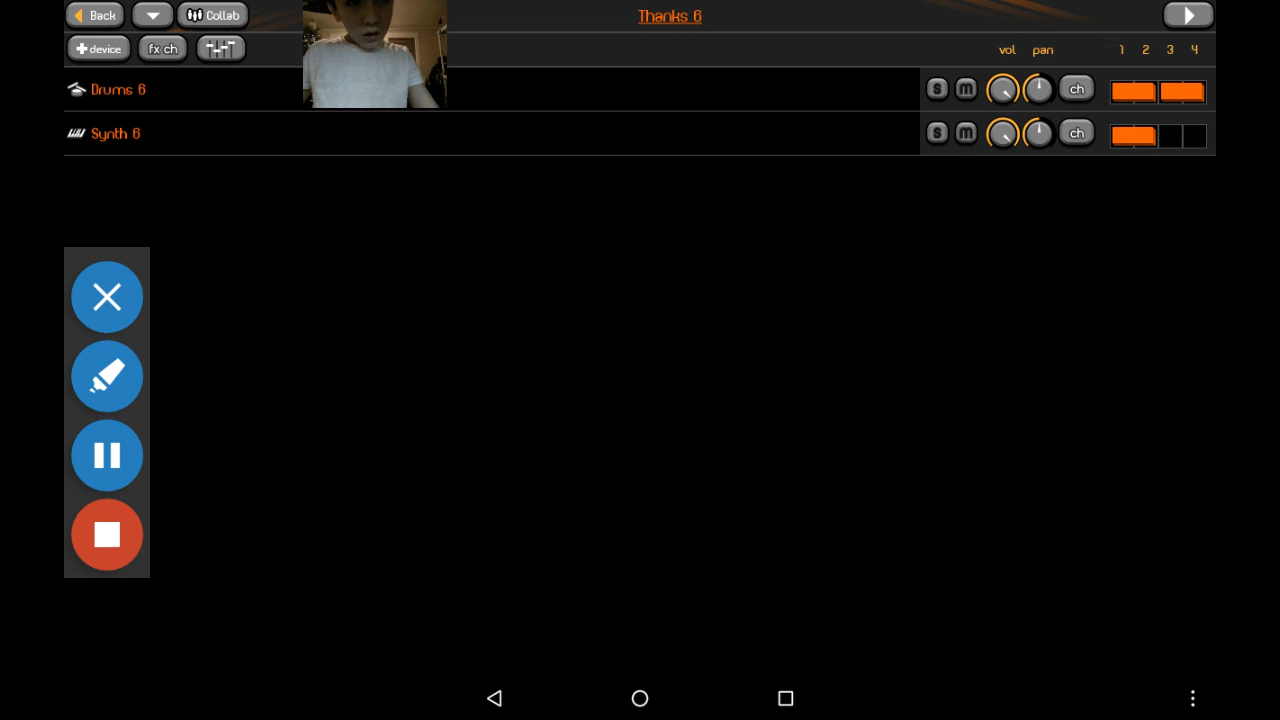 Back Collab Thanks 6
+device fx ch vol pan 1 2 3 4
Drums 6 S M ch
Synth 6 S M ch